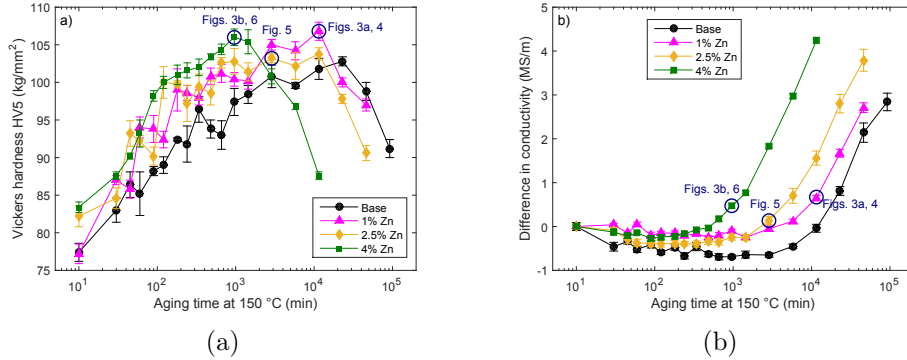 a)
Figs. 3b, 6
Fig. 5
Figs. 3a, 4
110
105
100
95
90
85
80
75
Vickers hardness HV5 (kg/mm²)
Base
1% Zn
2.5% Zn
4% Zn
10¹
10²
10³
10⁴
10⁵
Aging time at 150 °C (min)
(a)
b)
5
4
3
2
1
0
-1
Difference in conductivity (MS/m)
Base
1% Zn
2.5% Zn
4% Zn
Figs. 3b, 6
Fig. 5
Figs. 3a, 4
10¹
10²
10³
10⁴
10⁵
Aging time at 150 °C (min)
(b)